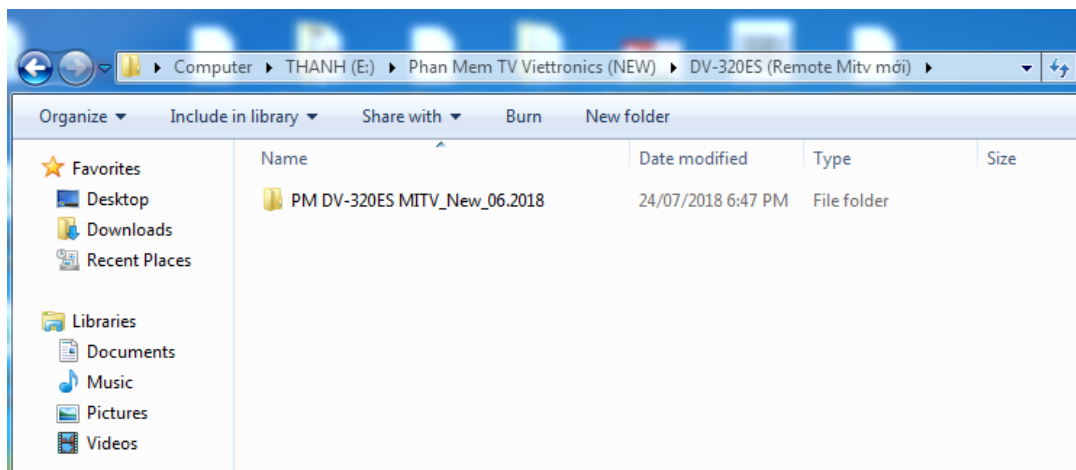 Computer THANH (E:) Phan Mem TV Viettronics (NEW) DV-320ES (Remote Mitv mới)
Organize Include in library Share with Burn New folder
Favorites
Desktop
Downloads
Recent Places
Libraries
Documents
Music
Pictures
Videos
Name Date modified Type Size
PM DV-320ES MITV_New_06.2018 24/07/2018 6:47 PM File folder